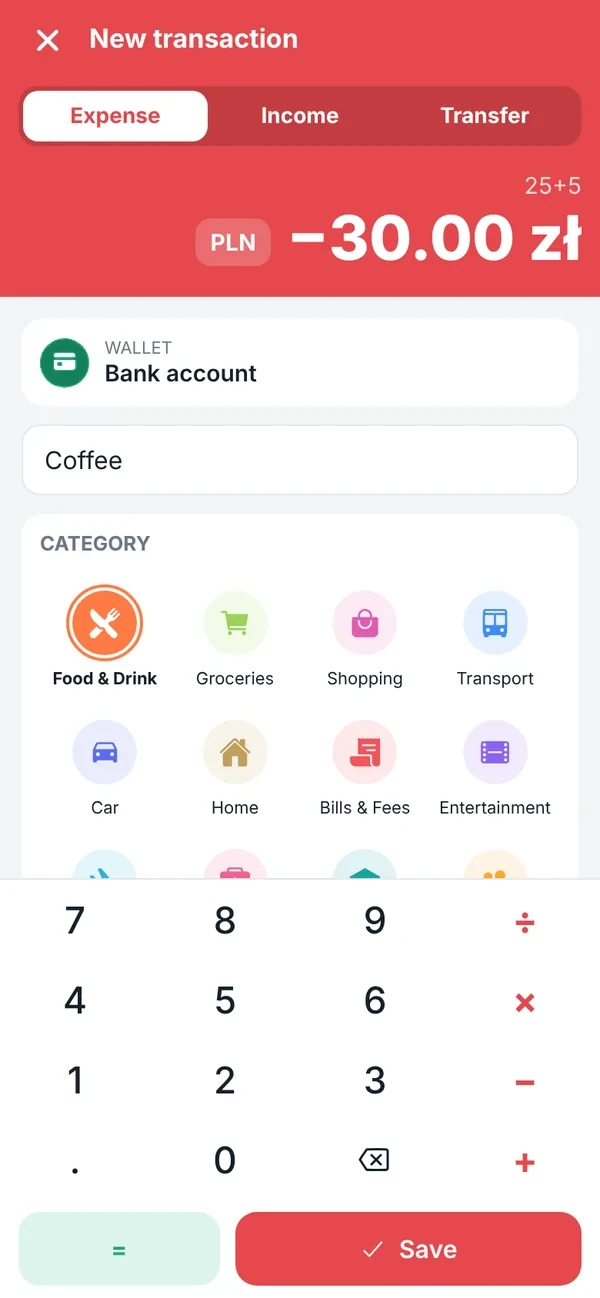 New transaction
Expense Income Transfer
25+5
PLN −30.00 zł
WALLET
Bank account
Coffee
CATEGORY
Food & Drink Groceries Shopping Transport
Car Home Bills & Fees Entertainment
7 8 9 ÷
4 5 6 ×
1 2 3 −
. 0 +
= Save